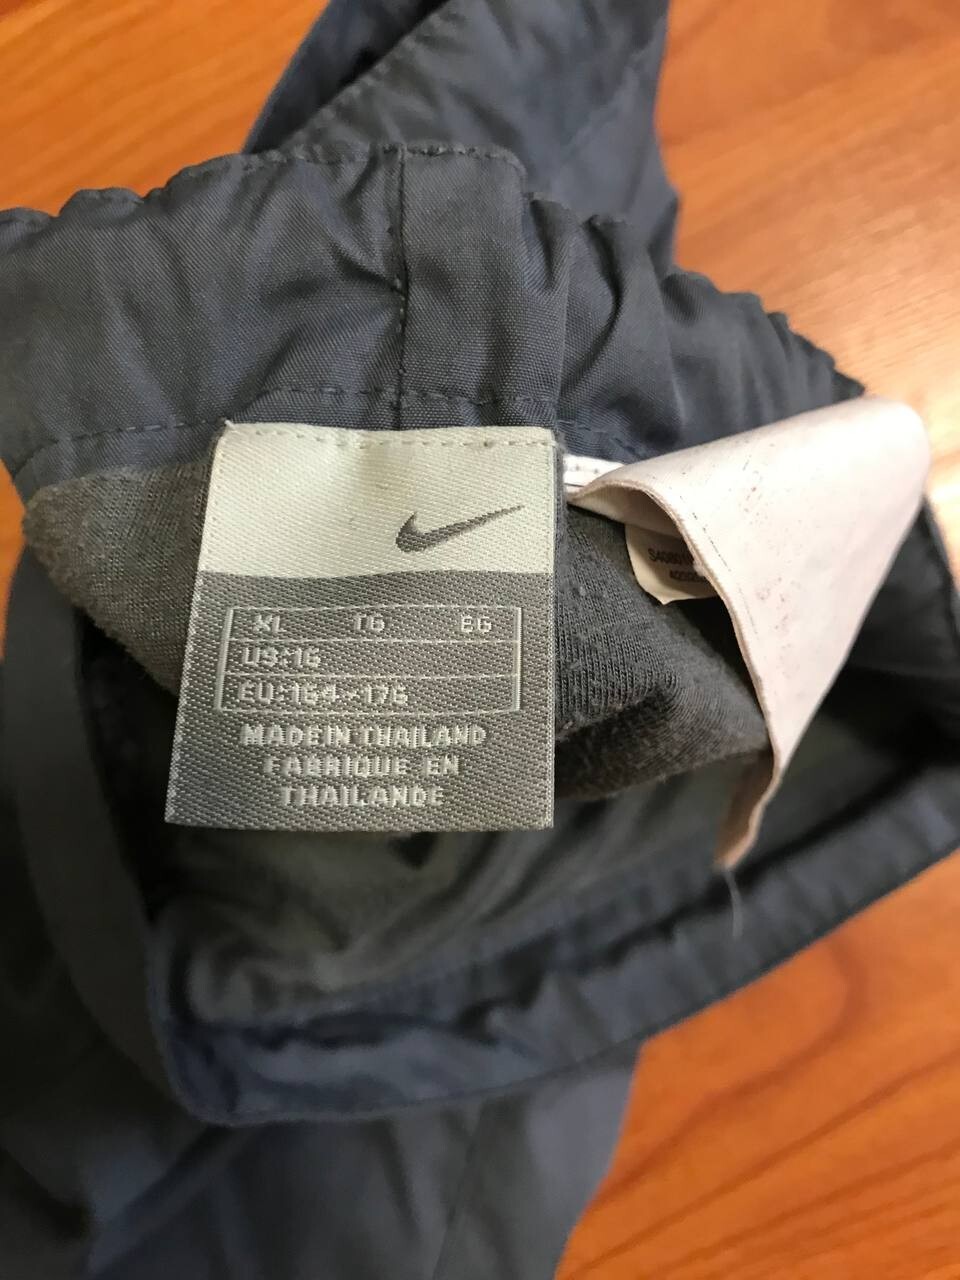 XL TG EG
US:16
EU:164-176
MADE IN THAILAND
FABRIQUE EN
THAILANDE